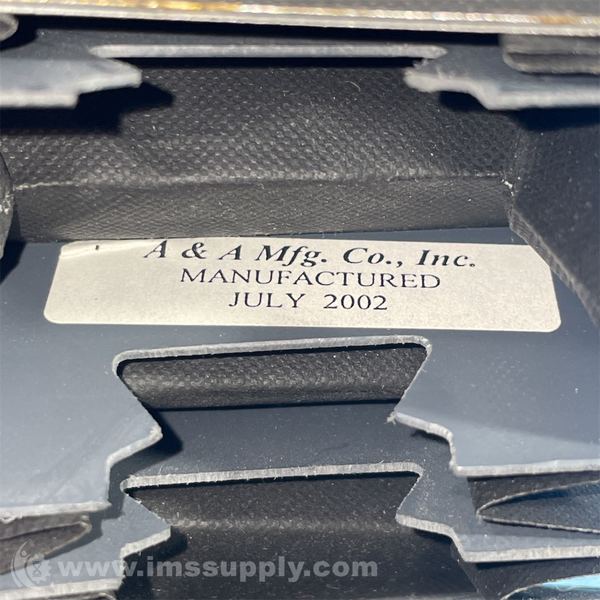 A & A Mfg. Co., Inc.
MANUFACTURED
JULY 2002
www.imssupply.com